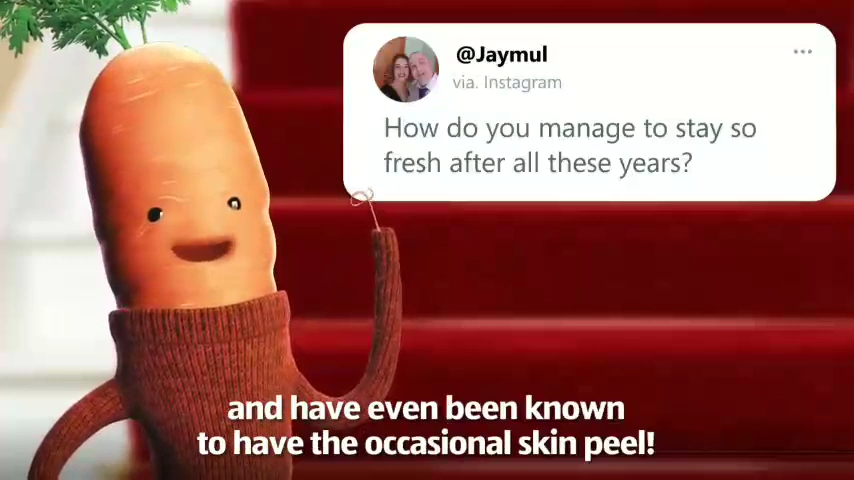 @Jaymul
via. Instagram
How do you manage to stay so
fresh after all these years?
and have even been known
to have the occasional skin peel!